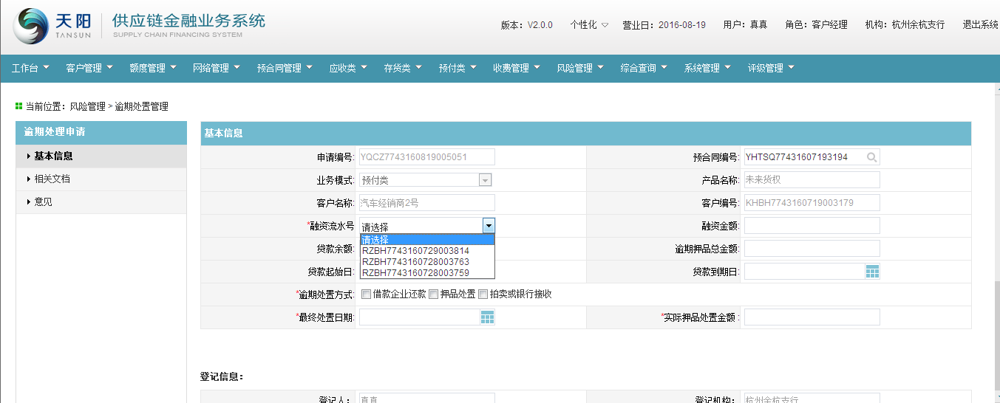 天阳 供应链金融业务系统
TANSUN SUPPLY CHAIN FINANCING SYSTEM
版本：V2.0.0 个性化 营业日：2016-08-19 用户：真真 角色：客户经理 机构：杭州余杭支行 退出系统
工作台 客户管理 额度管理 网络管理 预合同管理 应收类 存货类 预付类 收费管理 风险管理 综合查询 系统管理 评级管理
当前位置：风险管理 > 逾期处置管理
逾期处理申请
基本信息
相关文档
意见
基本信息
申请编号: YQCZ7743160819005051 预合同编号: YHTSQ77431607193194
业务模式: 预付类 产品名称: 未来货权
客户名称: 汽车经销商2号 客户编号: KHBH7743160719003179
*融资流水号 请选择 融资金额:
请选择
RZBH7743160729003814
RZBH7743160728003763
RZBH7743160728003759
贷款余额: 逾期押品总金额:
贷款起始日: 贷款到期日:
*逾期处置方式: 借款企业还款 押品处置 拍卖或银行接收
*最终处置日期: *实际押品处置金额 :
登记信息：
登记人： 真真 登记机构: 杭州余杭支行